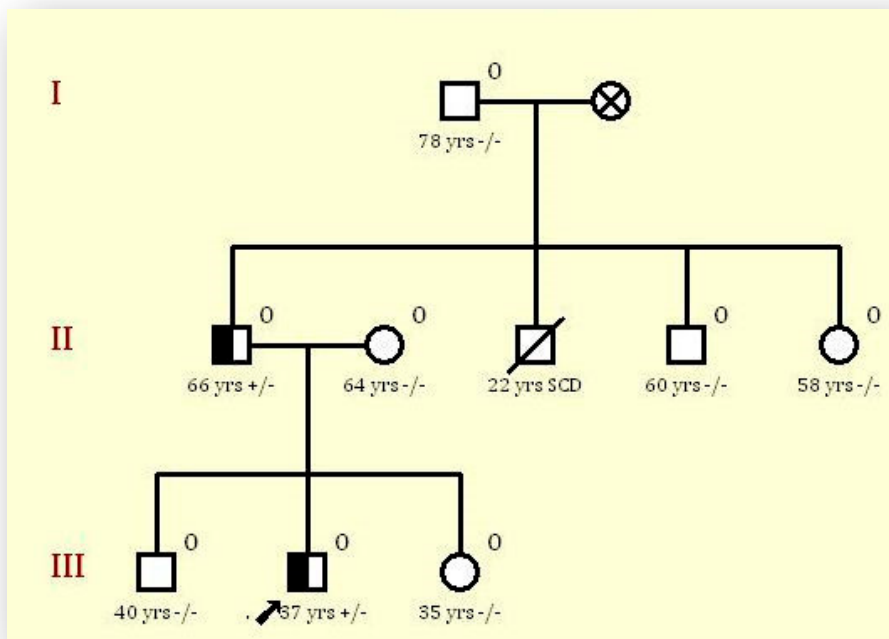 I
0
78 yrs -/-
II
0 0 0 0
66 yrs +/- 64 yrs -/- 22 yrs SCD 60 yrs -/- 58 yrs -/-
III
0 0 0
40 yrs -/- . 37 yrs +/- 35 yrs -/-